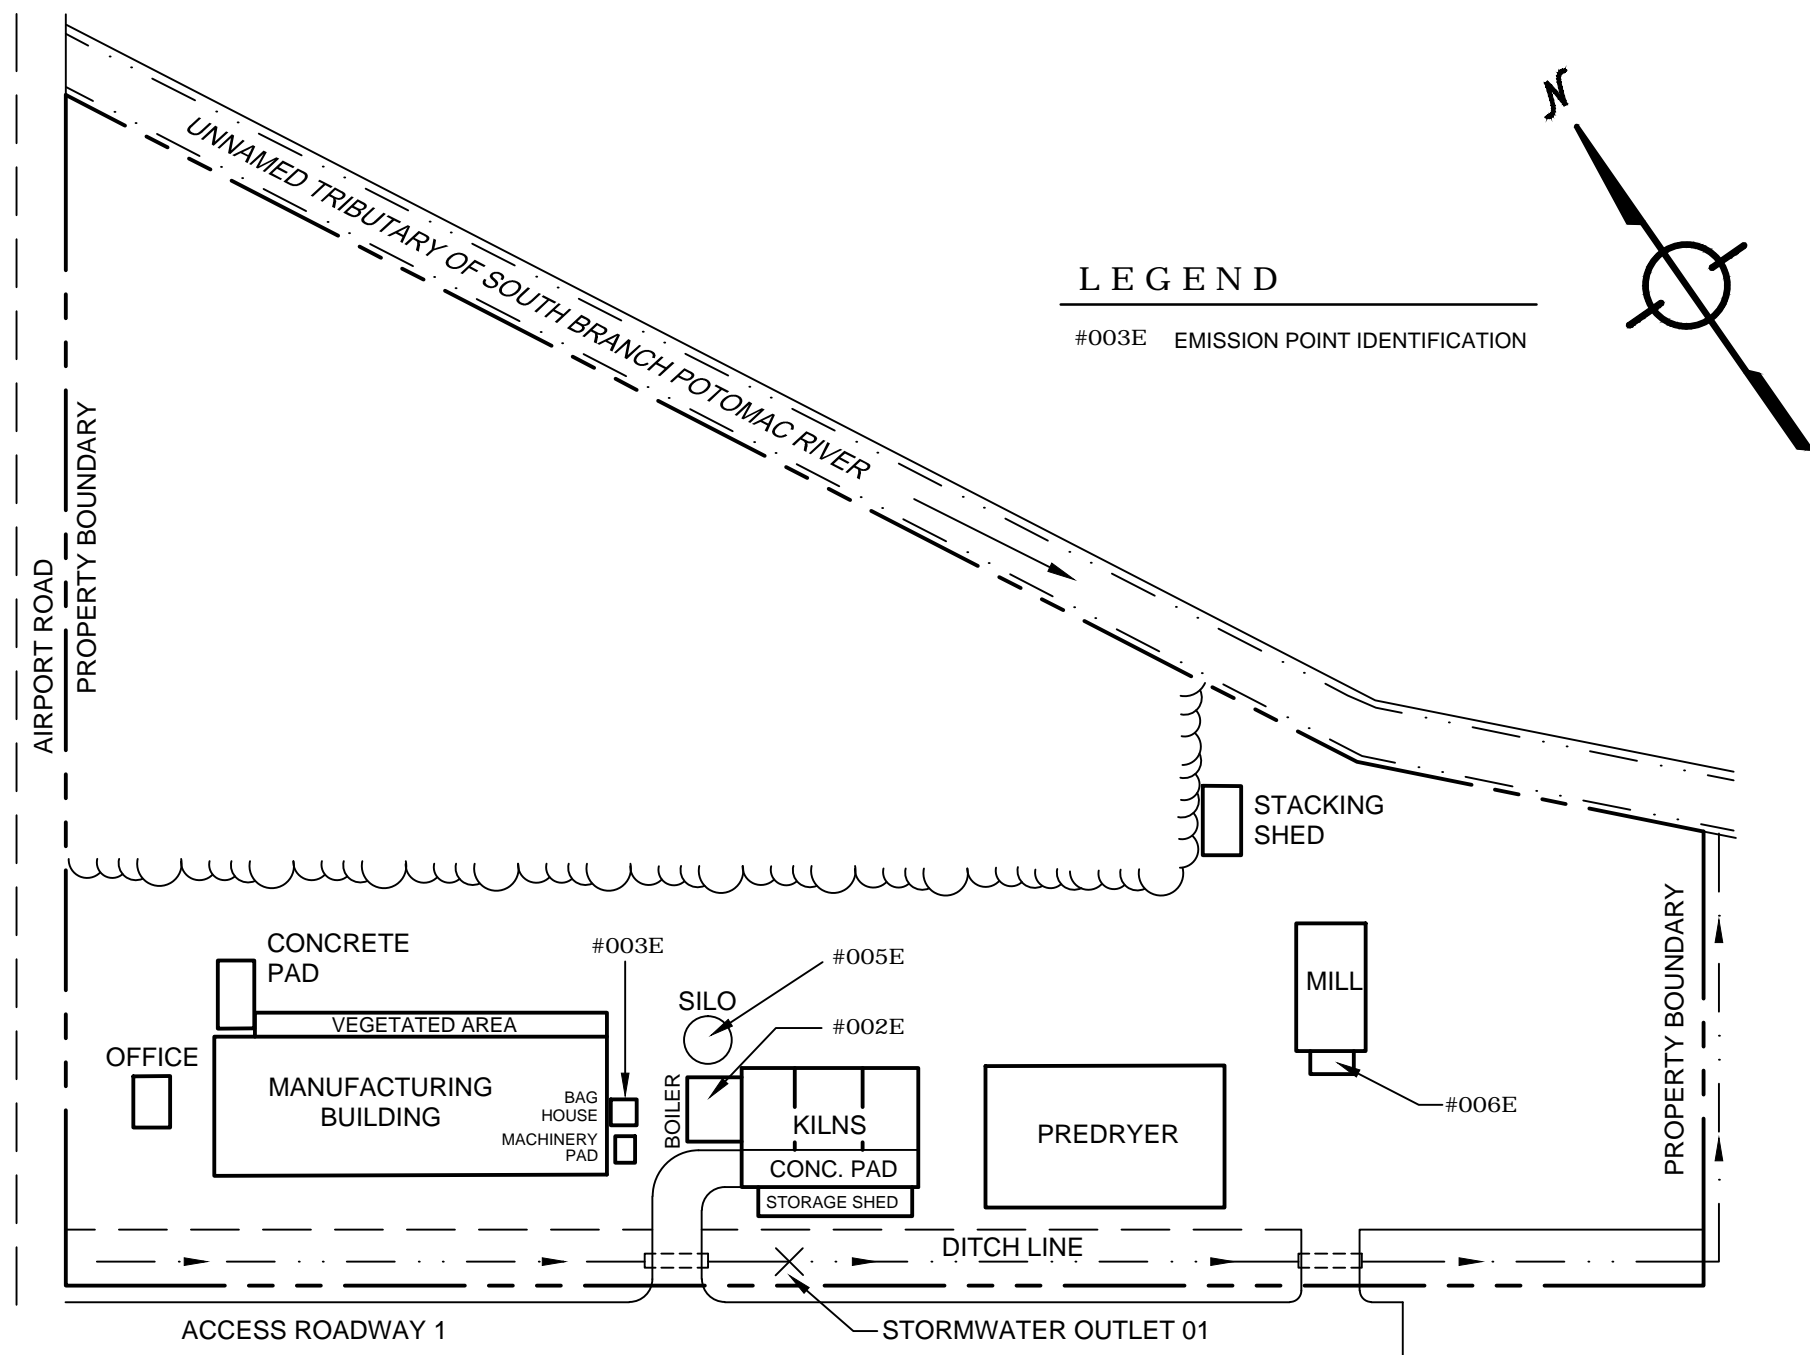 N
UNNAMED TRIBUTARY OF SOUTH BRANCH POTOMAC RIVER
LEGEND
#003E EMISSION POINT IDENTIFICATION
AIRPORT ROAD
PROPERTY BOUNDARY
STACKING
SHED
CONCRETE
PAD
#003E
#005E
SILO
#002E
VEGETATED AREA
OFFICE
MANUFACTURING
BUILDING
BAG
HOUSE
MACHINERY
PAD
BOILER
KILNS
CONC. PAD
STORAGE SHED
PREDRYER
MILL
#006E
PROPERTY BOUNDARY
DITCH LINE
ACCESS ROADWAY 1
STORMWATER OUTLET 01